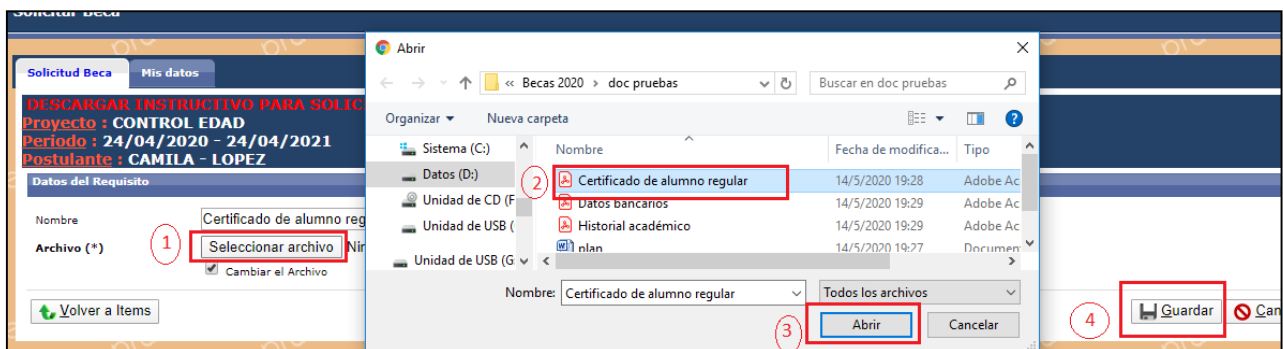 Solicitar Beca
Solicitud Beca
Mis datos
DESCARGAR INSTRUCTIVO PARA SOLIC
Proyecto : CONTROL EDAD
Periodo : 24/04/2020 - 24/04/2021
Postulante : CAMILA - LOPEZ
Datos del Requisito
Nombre
Certificado de alumno reg
Archivo (*)
1
Seleccionar archivo
Nin
Cambiar el Archivo
Volver a Items
Abrir
« Becas 2020 › doc pruebas
Buscar en doc pruebas
Organizar
Nueva carpeta
Sistema (C:)
Datos (D:)
Unidad de CD (F
Unidad de USB (
Unidad de USB (G
Nombre
Fecha de modifica...
Tipo
2
Certificado de alumno regular
14/5/2020 19:28
Adobe Ac
Datos bancarios
14/5/2020 19:29
Adobe Ac
Historial académico
14/5/2020 19:29
Adobe Ac
plan
14/5/2020 19:27
Documen
Nombre:
Certificado de alumno regular
Todos los archivos
3
Abrir
Cancelar
4
Guardar
Can